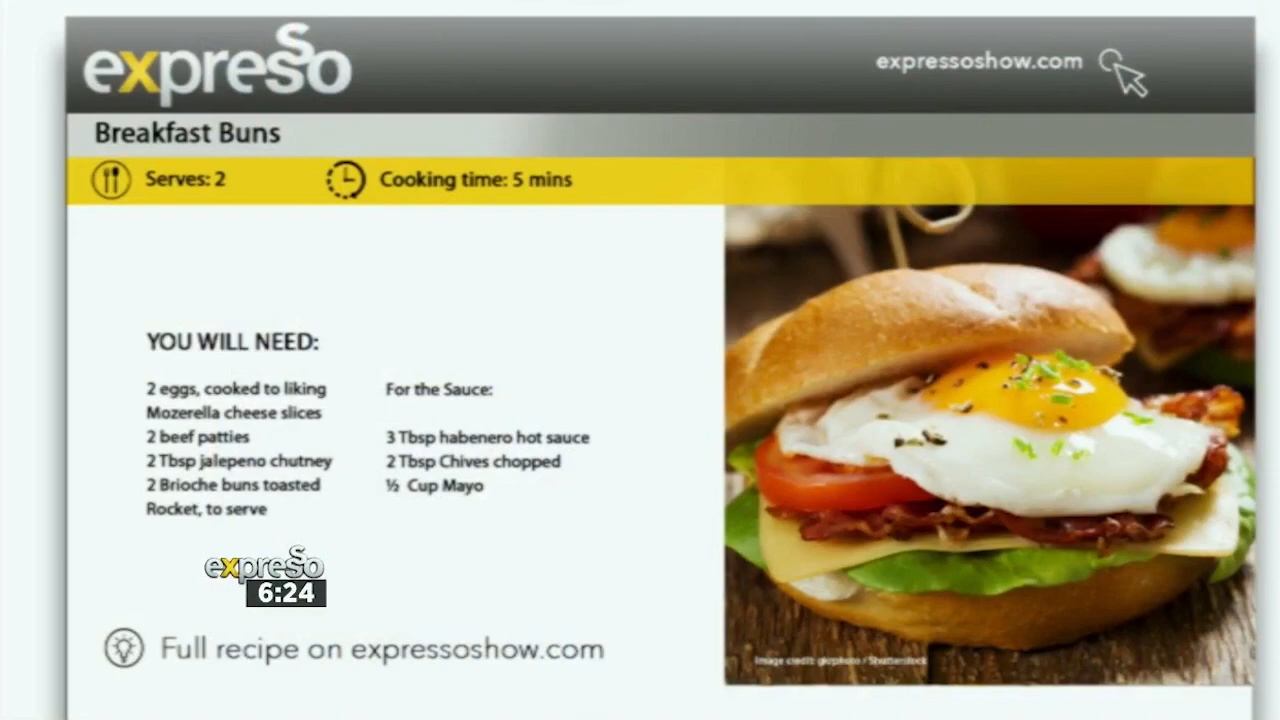 expresso
expressoshow.com
Breakfast Buns
Serves: 2
Cooking time: 5 mins
YOU WILL NEED:
2 eggs, cooked to liking
Mozerella cheese slices
2 beef patties
2 Tbsp jalepeno chutney
2 Brioche buns toasted
Rocket, to serve
For the Sauce:
3 Tbsp habenero hot sauce
2 Tbsp Chives chopped
½ Cup Mayo
expresso
6:24
Full recipe on expressoshow.com
Image credit: / Shutterstock